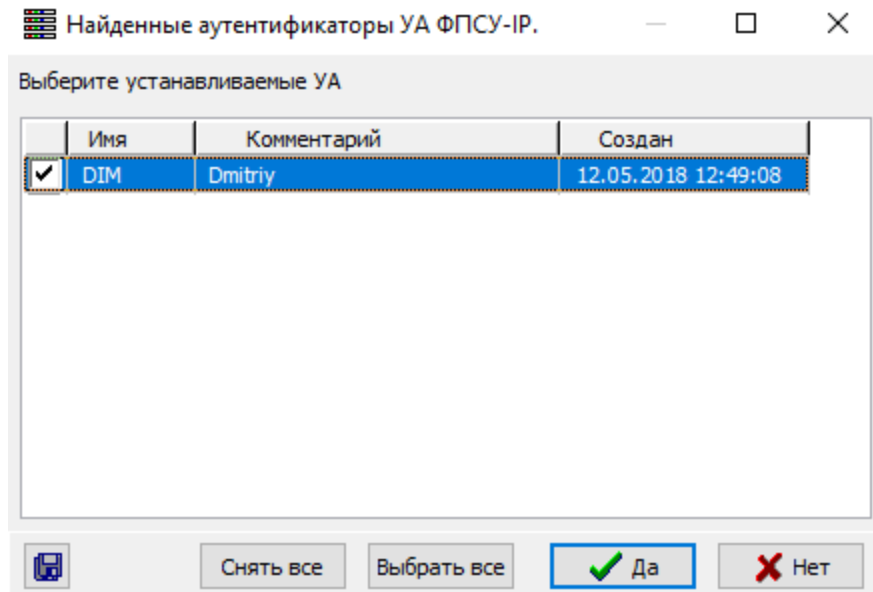 Найденные аутентификаторы УА ФПСУ-IP.
Выберите устанавливаемые УА
Имя Комментарий Создан
DIM Dmitriy 12.05.2018 12:49:08
Снять все Выбрать все Да Нет